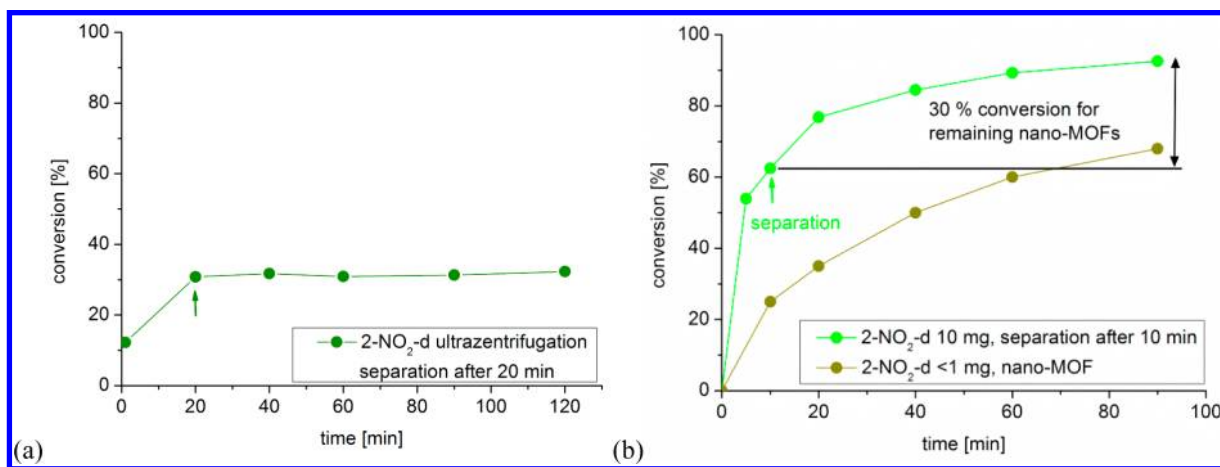 100
80
60
40
20
0
conversion [%]
0 20 40 60 80 100 120
time [min]
2-NO₂-d ultrazentrifugation
separation after 20 min
(a)
100
80
60
40
20
0
conversion [%]
30 % conversion for
remaining nano-MOFs
separation
2-NO₂-d 10 mg, separation after 10 min
2-NO₂-d <1 mg, nano-MOF
0 20 40 60 80 100
time [min]
(b)